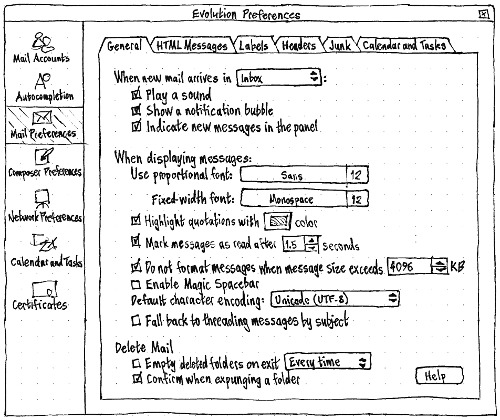 Evolution Preferences
Mail Accounts
Autocompletion
Mail Preferences
Composer Preferences
Network Preferences
Calendar and Tasks
Certificates
General
HTML Messages
Labels
Headers
Junk
Calendar and Tasks
When new mail arrives in Inbox :
Play a sound
Show a notification bubble
Indicate new messages in the panel
When displaying messages:
Use proportional font: Sans 12
Fixed-width font: Monospace 12
Highlight quotations with color
Mark messages as read after 1.5 seconds
Do not format messages when message size exceeds 4096 KB
Enable Magic Spacebar
Default character encoding: Unicode (UTF-8)
Fall back to threading messages by subject
Delete Mail
Empty deleted folders on exit Every time
Confirm when expunging a folder
Help